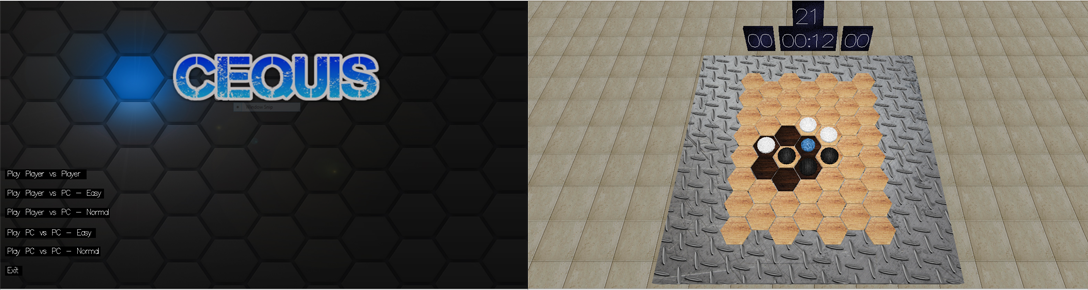 CEQUIS
Play Player vs Player
Play Player vs PC - Easy
Play Player vs PC - Normal
Play PC vs PC - Easy
Play PC vs PC - Normal
Exit
21
00 00:12 00